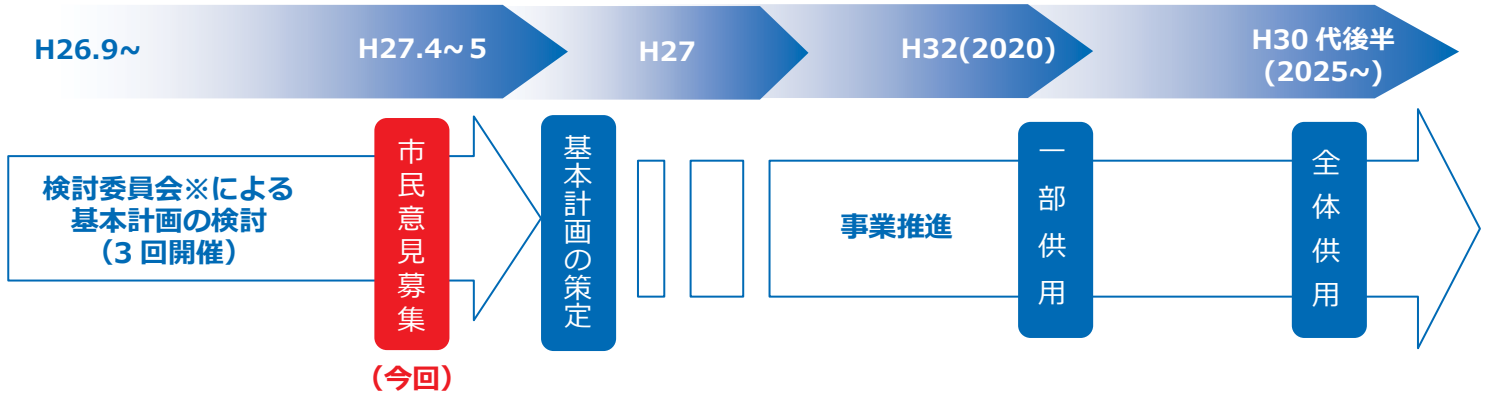 H26.9~
H27.4~５
H27
H32(2020)
H30 代後半
(2025~)
検討委員会※による
基本計画の検討
（3 回開催）
市民意見募集
（今回）
基本計画の策定
事業推進
一部供用
全体供用